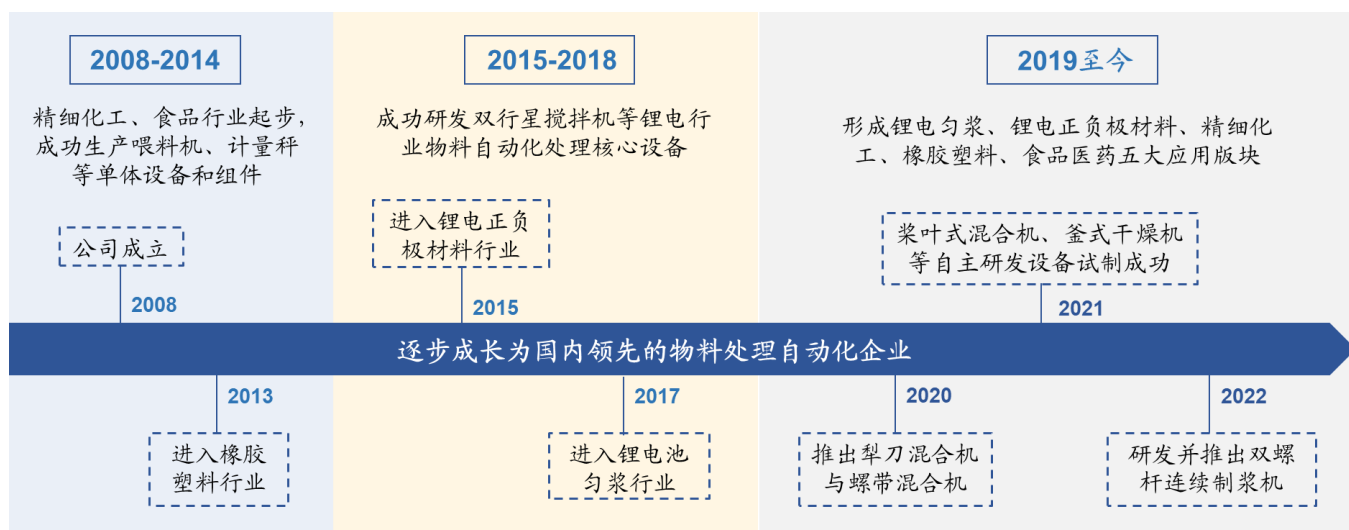 2008-2014
精细化工、食品行业起步,
成功生产喂料机、计量秤
等单体设备和组件
公司成立
2008
2013
进入橡胶
塑料行业
2015-2018
成功研发双行星搅拌机等锂电行
业物料自动化处理核心设备
进入锂电正负
极材料行业
2015
2017
进入锂电池
匀浆行业
2019至今
形成锂电匀浆、锂电正负极材料、精细化
工、橡胶塑料、食品医药五大应用版块
桨叶式混合机、釜式干燥机
等自主研发设备试制成功
2021
2020
推出犁刀混合机
与螺带混合机
2022
研发并推出双螺
杆连续制浆机
逐步成长为国内领先的物料处理自动化企业